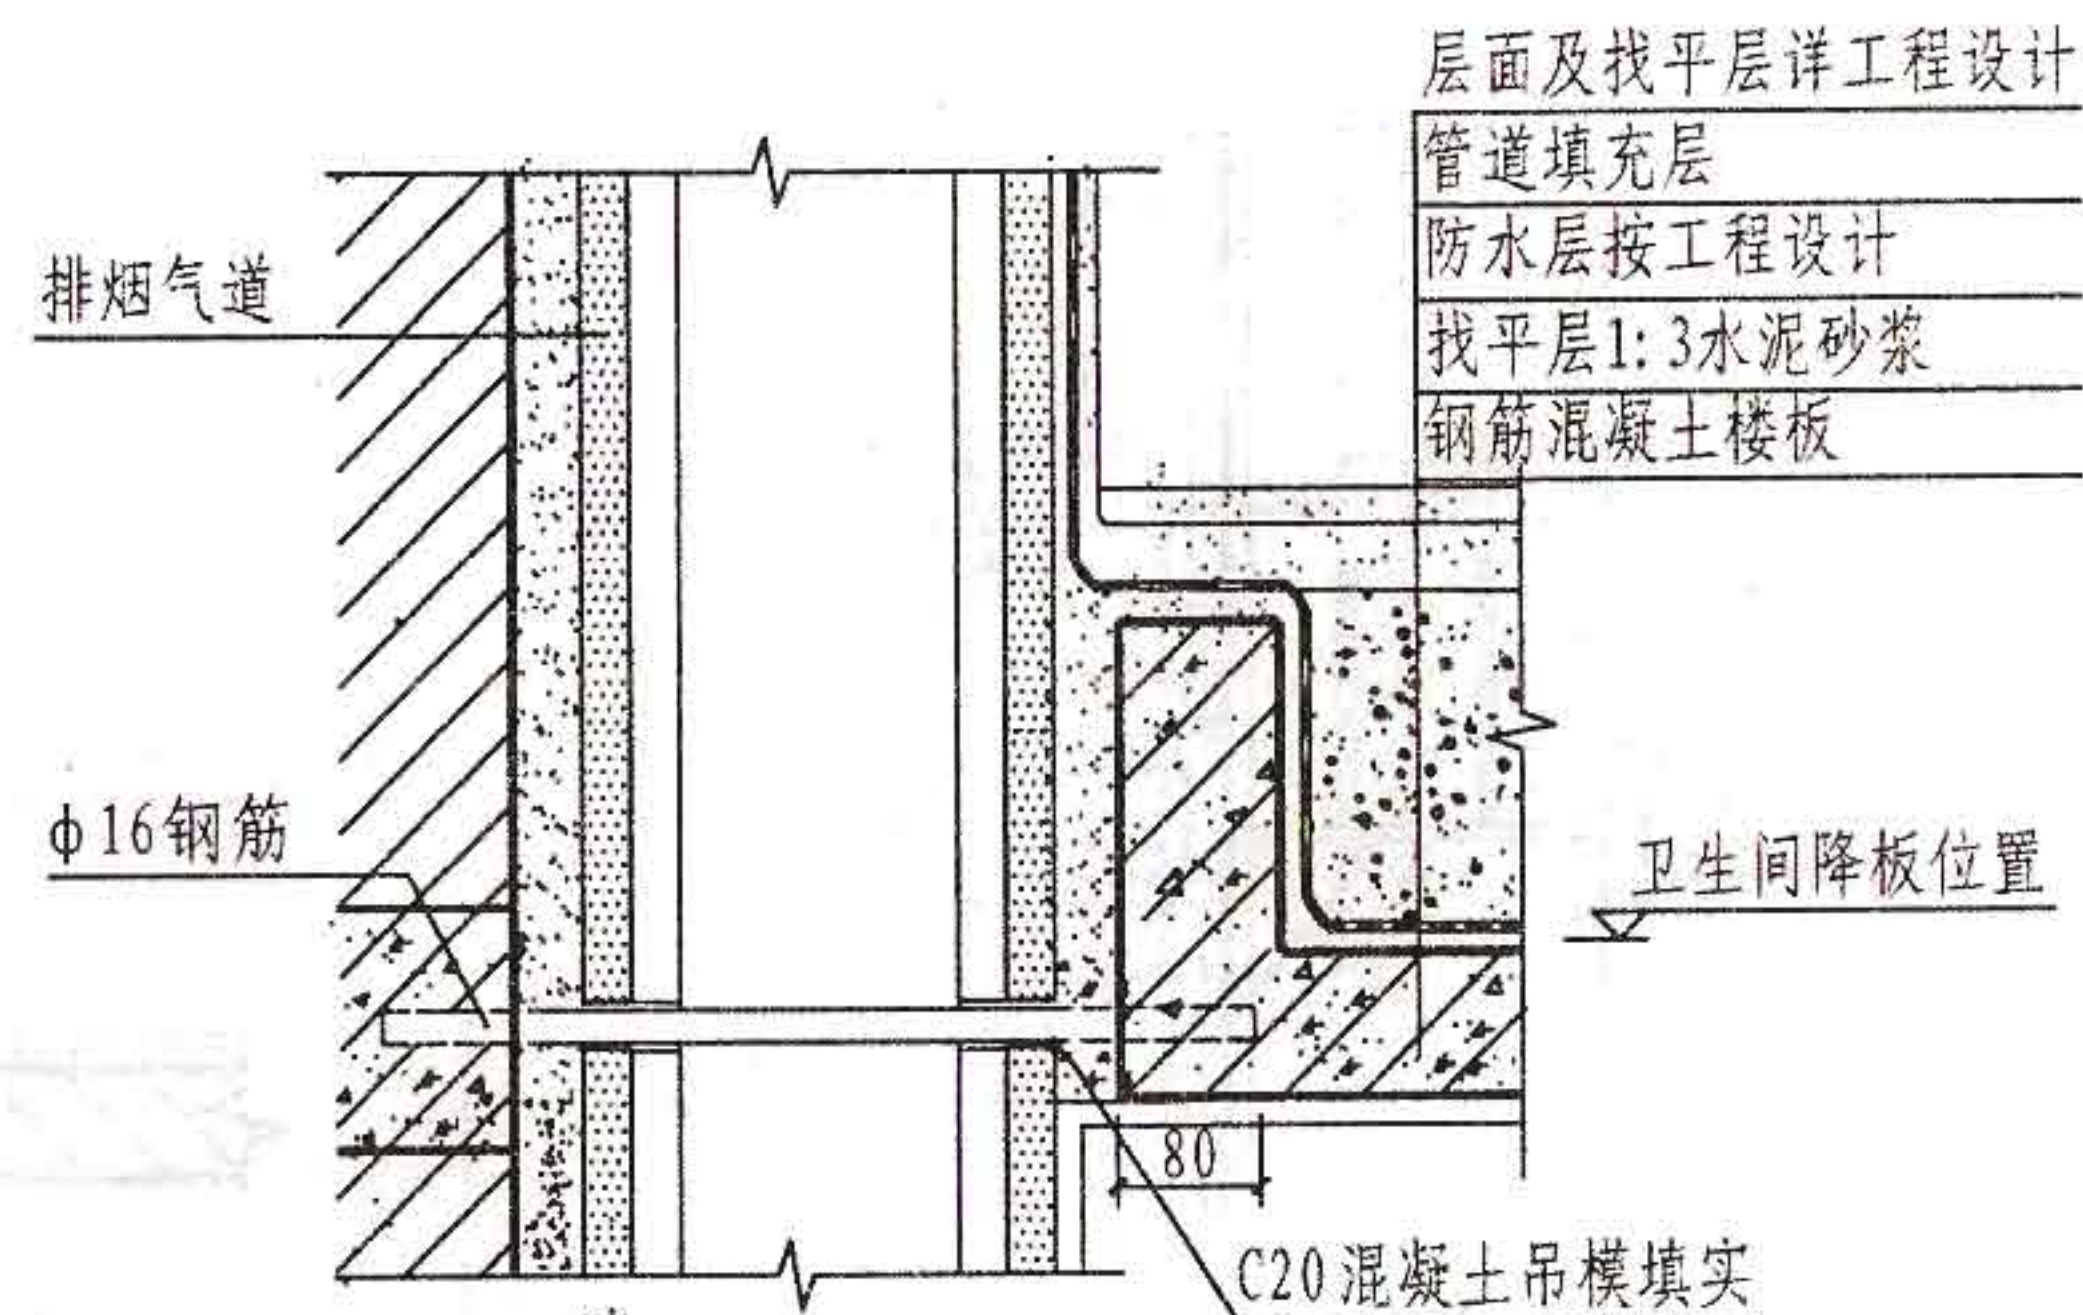 层面及找平层详工程设计
管道填充层
防水层按工程设计
找平层1:3水泥砂浆
钢筋混凝土楼板
排烟气道
ф16钢筋
卫生间降板位置
80
C20混凝土吊模填实